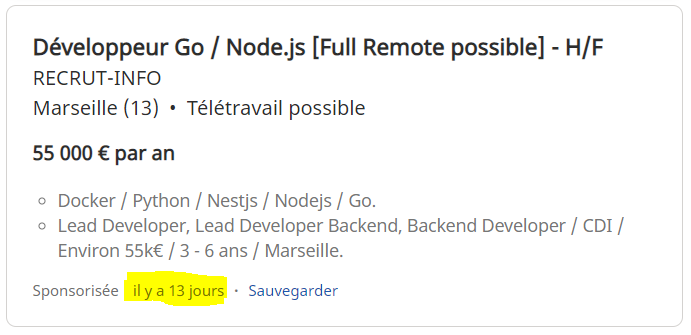 Développeur Go / Node.js [Full Remote possible] - H/F
RECRUT-INFO
Marseille (13) • Télétravail possible
55 000 € par an
Docker / Python / Nestjs / Nodejs / Go.
Lead Developer, Lead Developer Backend, Backend Developer / CDI /
Environ 55k€ / 3 - 6 ans / Marseille.
Sponsorisée il y a 13 jours · Sauvegarder